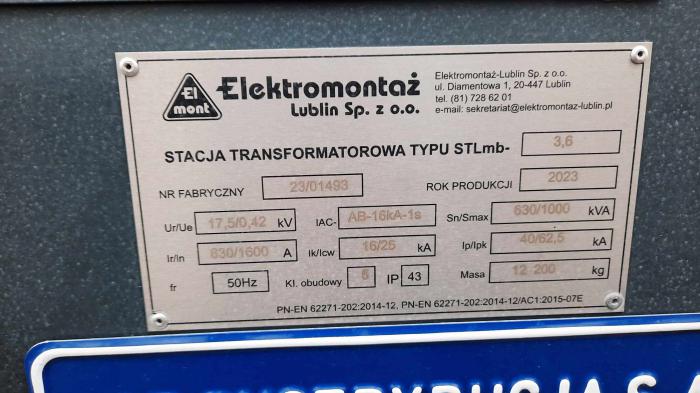 El mont
Elektromontaż
Lublin Sp. z o.o.
Elektromontaż-Lublin Sp. z o.o.
ul. Diamentowa 1, 20-447 Lublin
tel. (81) 728 62 01
e-mail: sekretariat@elektromontaz-lublin.pl
STACJA TRANSFORMATOROWA TYPU STLmb- 3,6
NR FABRYCZNY 23/01493 ROK PRODUKCJI 2023
Ur/Ue 17,5/0,42 kV IAC- AB-16kA-1s Sn/Smax 630/1000 kVA
Ir/In 630/1600 A Ik/Icw 16/25 kA Ip/Ipk 40/62,5 kA
fr 50Hz Kl. obudowy IP 43 Masa 12 200 kg
PN-EN 62271-202:2014-12, PN-EN 62271-202:2014-12/AC1:2015-07E